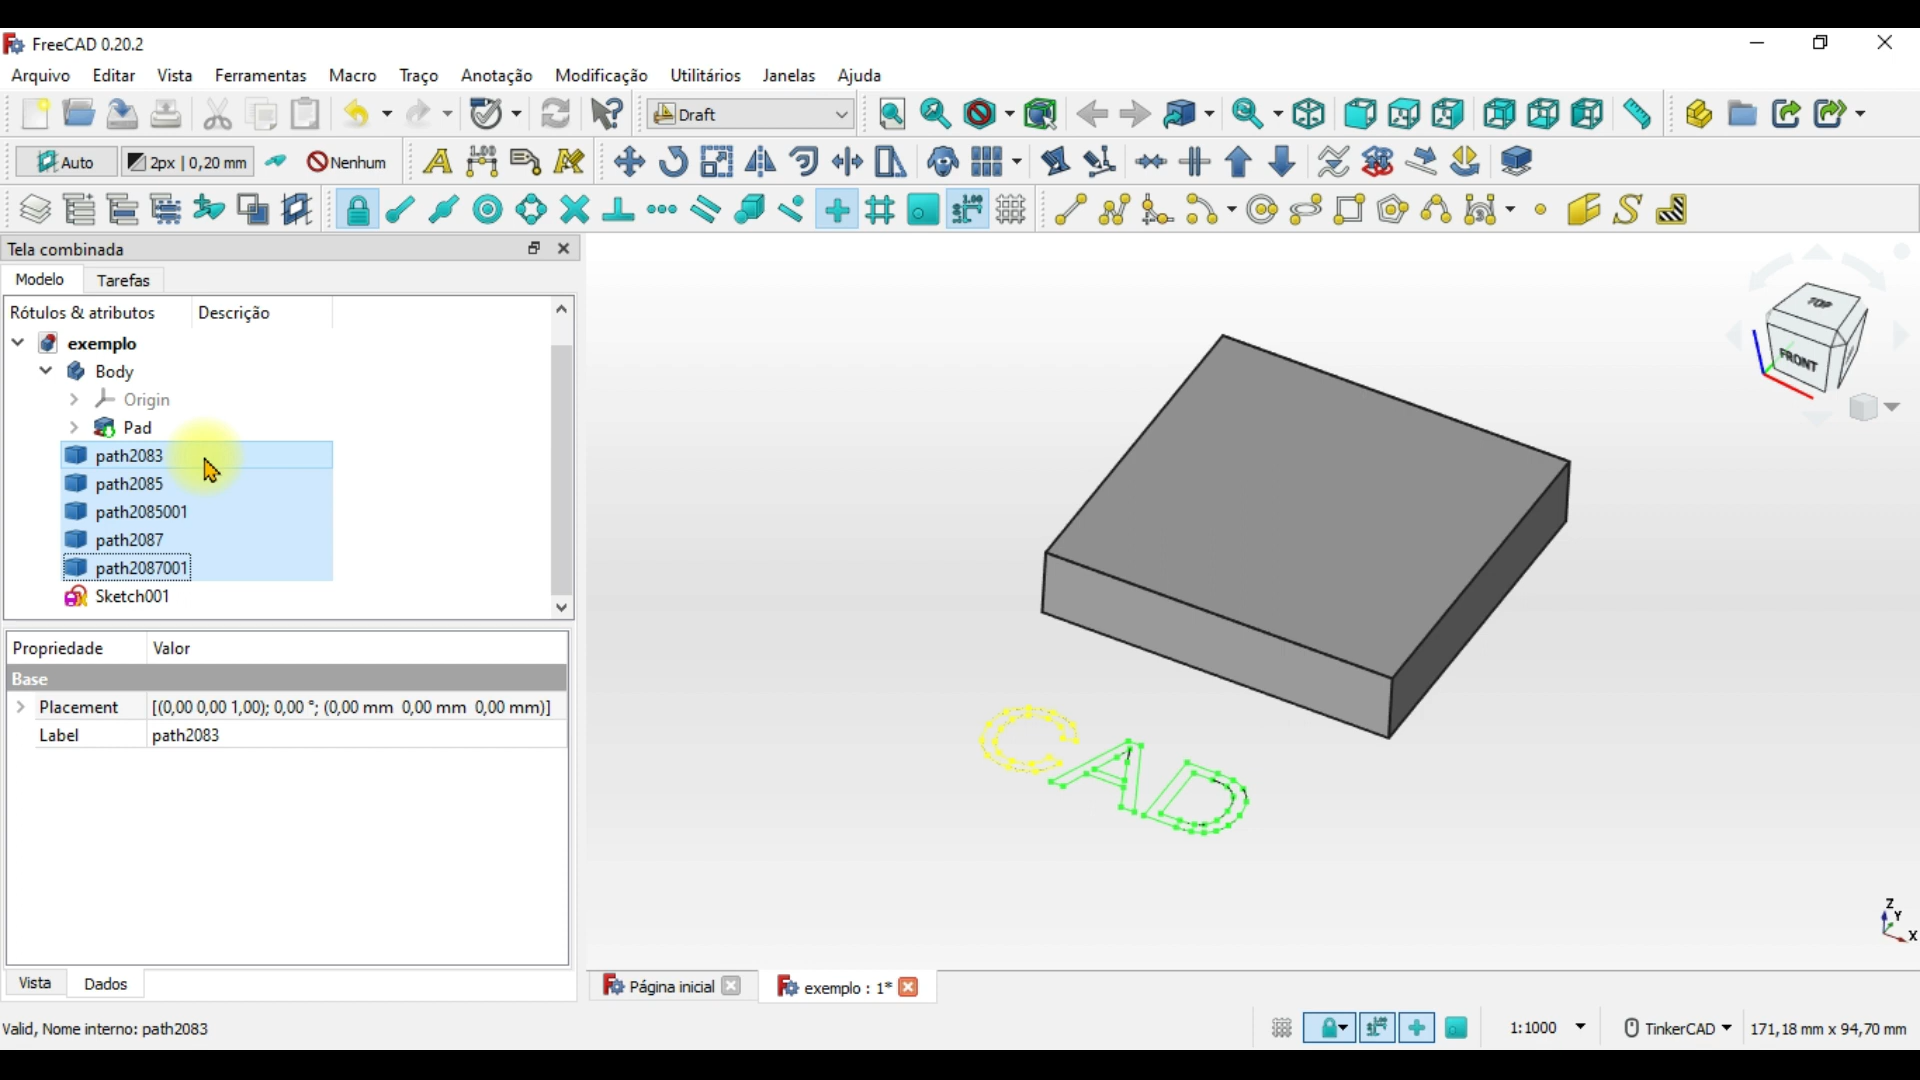 FreeCAD 0.20.2
Arquivo Editar Vista Ferramentas Macro Traço Anotação Modificação Utilitários Janelas Ajuda
Draft
Auto 2px | 0,20 mm Nenhum
Tela combinada
Modelo Tarefas
Rótulos & atributos Descrição
exemplo
Body
Origin
Pad
path2083
path2085
path2085001
path2087
path2087001
Sketch001
Propriedade Valor
Base
Placement [(0,00 0,00 1,00); 0,00 °; (0,00 mm 0,00 mm 0,00 mm)]
Label path2083
Vista Dados
TOP
FRONT
CAD
Z
Y
X
Página inicial exemplo : 1*
Valid, Nome interno: path2083
1:1000 TinkerCAD 171,18 mm x 94,70 mm